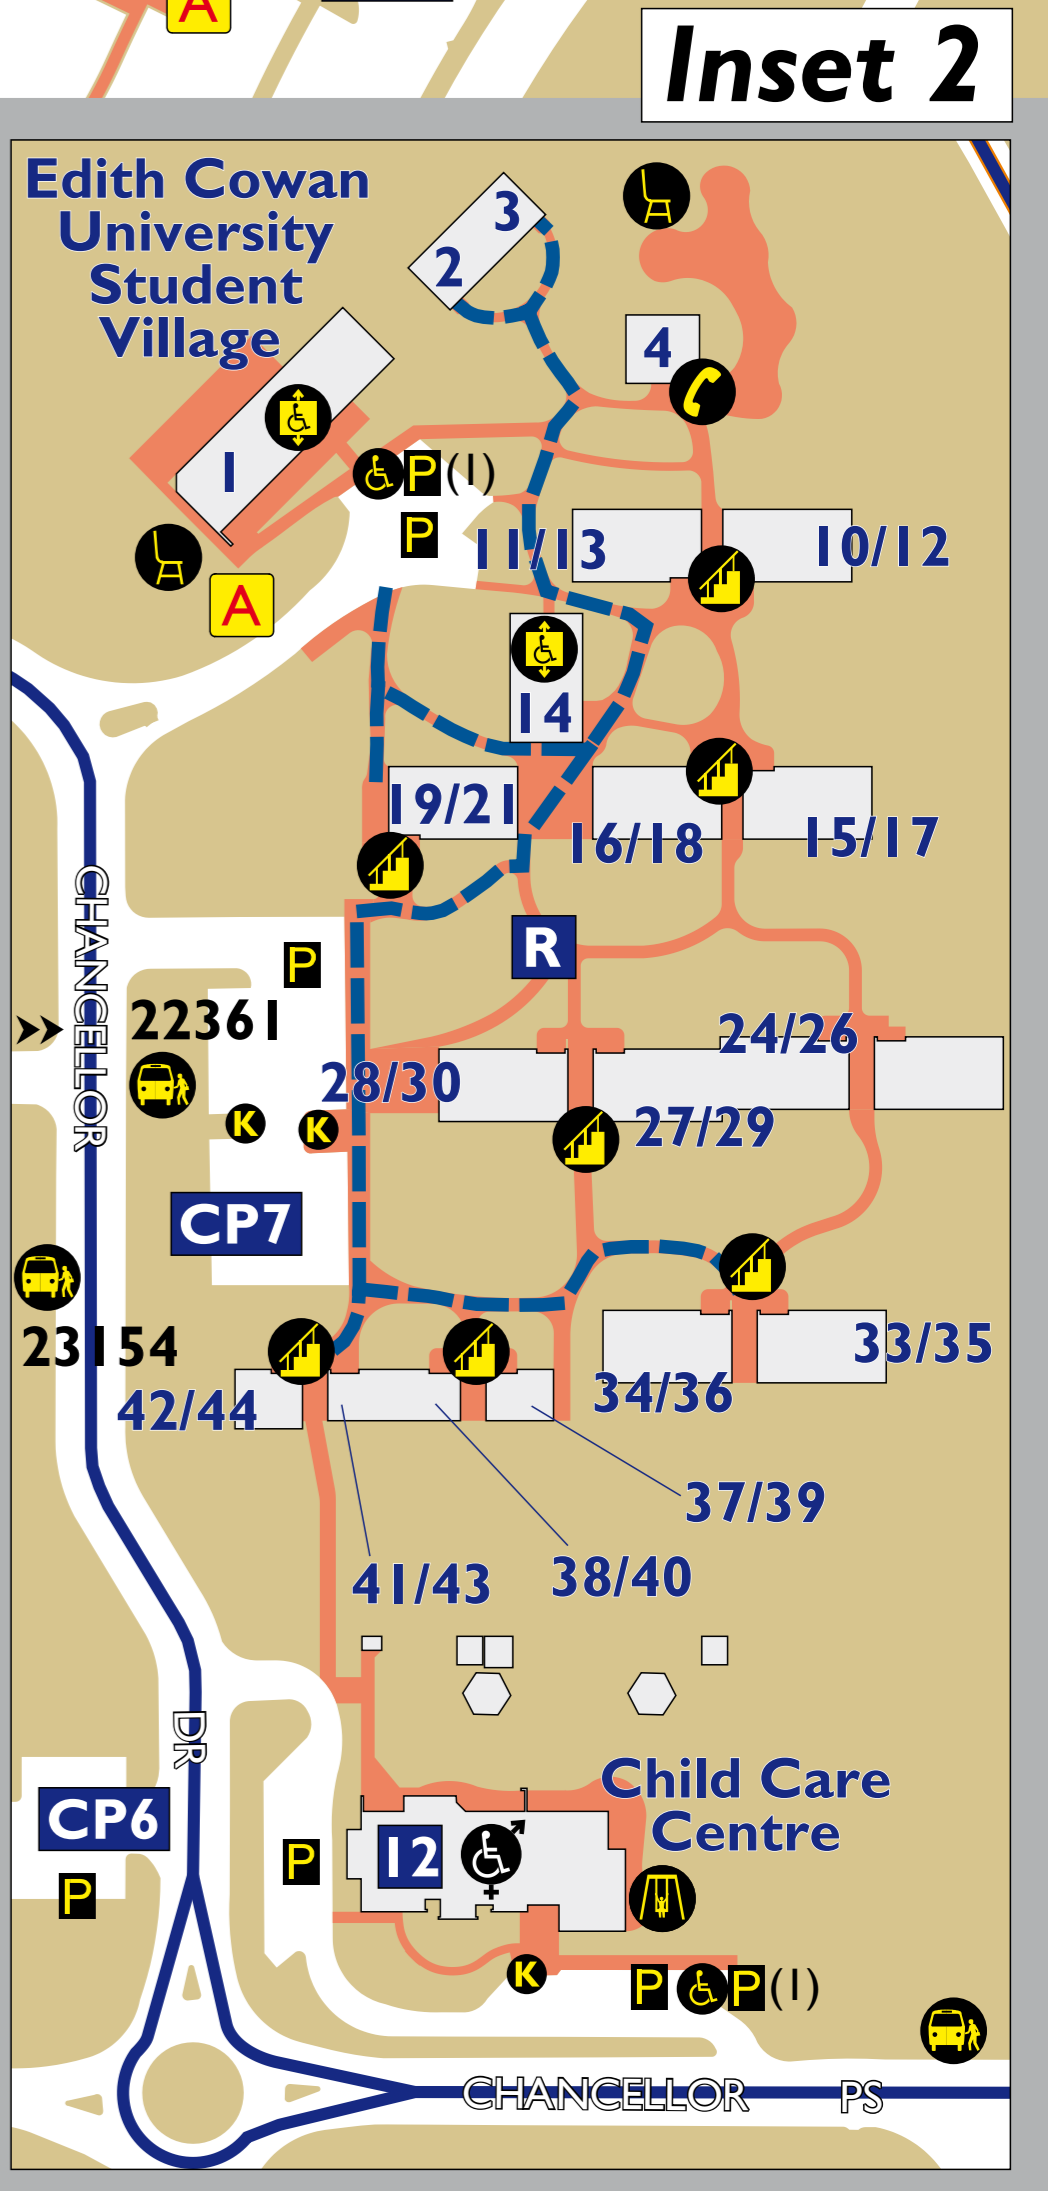 A
Inset 2
Edith Cowan
University
Student
Village
3
2
4
1
P(1)
P
11/13
10/12
A
14
19/21
16/18
15/17
R
P
CHANCELLOR
22361
24/26
28/30
27/29
K
K
CP7
23154
33/35
34/36
42/44
37/39
38/40
41/43
DR
Child Care
Centre
CP6
12
P
P
K
P
P(1)
CHANCELLOR PS